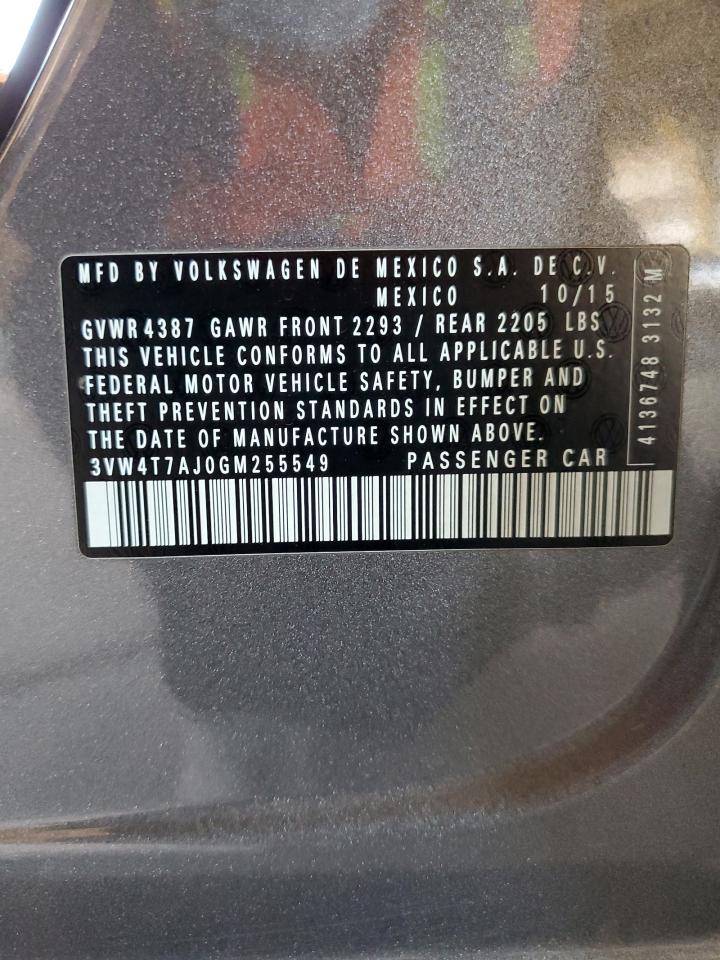 MFD BY VOLKSWAGEN DE MEXICO S.A. DE C.V.
MEXICO 10/15
GVWR 4387 GAWR FRONT 2293 / REAR 2205 LBS
THIS VEHICLE CONFORMS TO ALL APPLICABLE U.S.
FEDERAL MOTOR VEHICLE SAFETY, BUMPER AND
THEFT PREVENTION STANDARDS IN EFFECT ON
THE DATE OF MANUFACTURE SHOWN ABOVE.
3VW4T7AJ0GM255549 PASSENGER CAR
4136748 3132 M